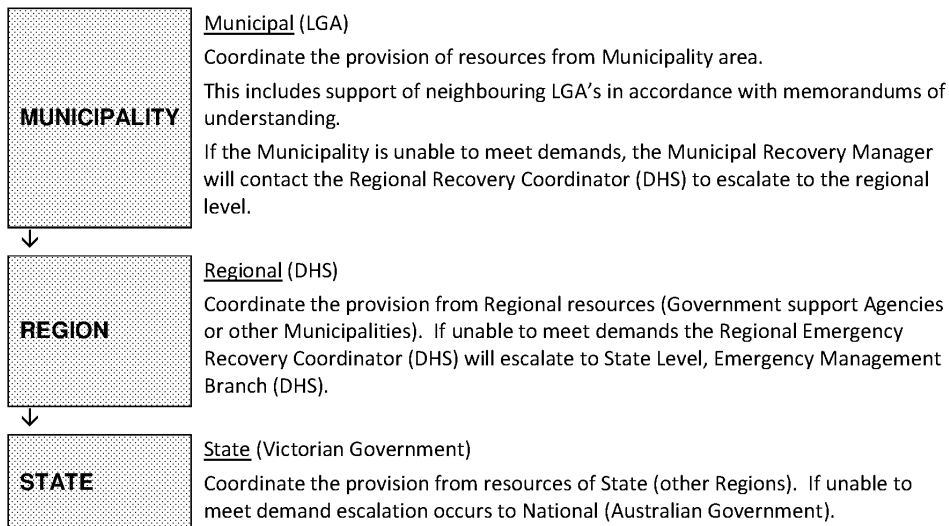 Municipal (LGA)
Coordinate the provision of resources from Municipality area.
This includes support of neighbouring LGA's in accordance with memorandums of
understanding.
If the Municipality is unable to meet demands, the Municipal Recovery Manager
will contact the Regional Recovery Coordinator (DHS) to escalate to the regional
level.
MUNICIPALITY
Regional (DHS)
Coordinate the provision from Regional resources (Government support Agencies
or other Municipalities).  If unable to meet demands the Regional Emergency
Recovery Coordinator (DHS) will escalate to State Level, Emergency Management
Branch (DHS).
REGION
State (Victorian Government)
Coordinate the provision from resources of State (other Regions).  If unable to
meet demand escalation occurs to National (Australian Government).
STATE